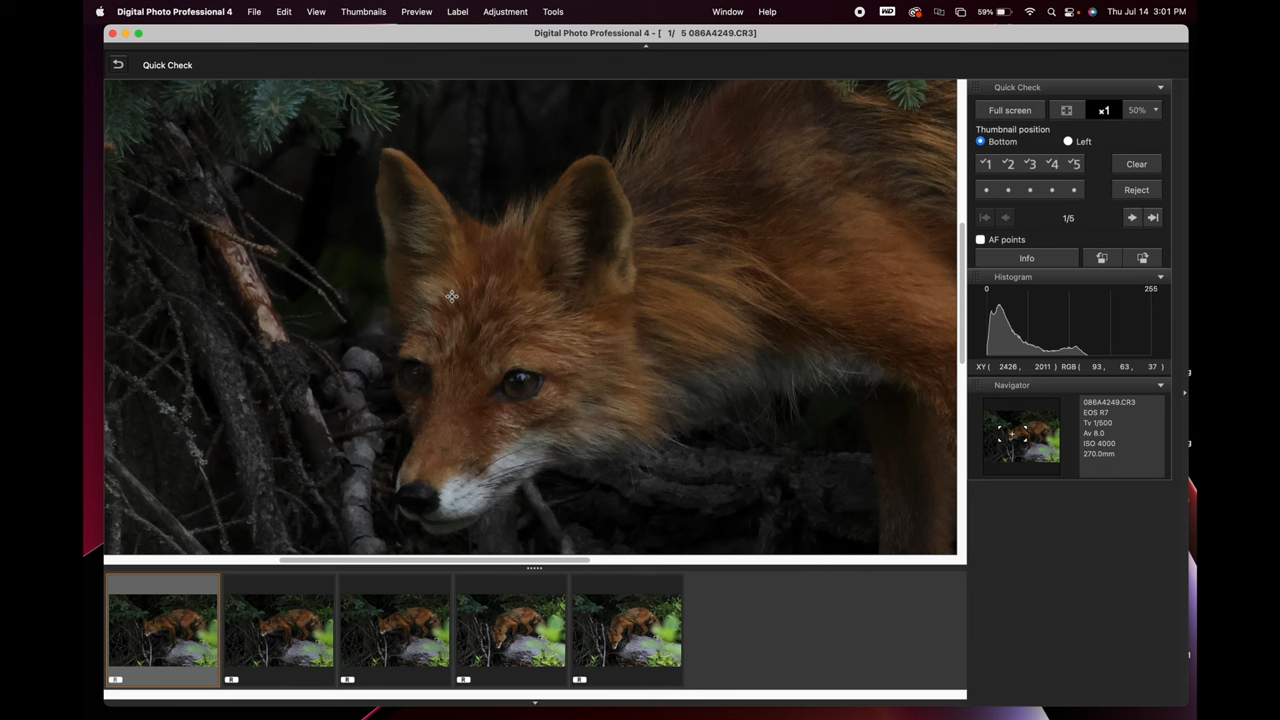 Digital Photo Professional 4 File Edit View Thumbnails Preview Label Adjustment Tools Window Help WD 59% Thu Jul 14 3:01 PM
Digital Photo Professional 4 - [ 1/ 5 086A4249.CR3]
Quick Check
Quick Check
Full screen ×1 50%
Thumbnail position
Bottom Left
1 2 3 4 5 Clear
Reject
1/5
AF points
Info
Histogram
0 255
XY( 2426, 2011 ) RGB( 93, 63, 37 )
Navigator
086A4249.CR3
EOS R7
Tv 1/500
Av 8.0
ISO 4000
270.0mm
R R R R R